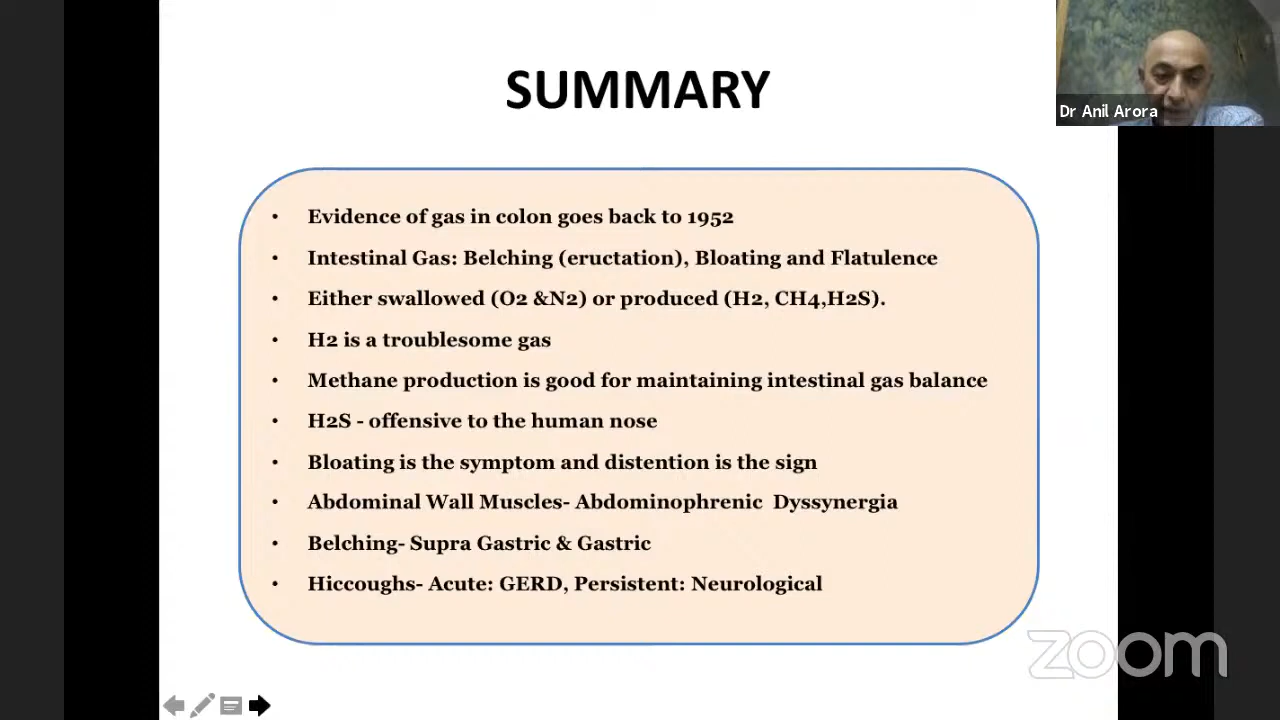 SUMMARY
Dr Anil Arora
• Evidence of gas in colon goes back to 1952
• Intestinal Gas: Belching (eructation), Bloating and Flatulence
• Either swallowed (O2 &N2) or produced (H2, CH4,H2S).
• H2 is a troublesome gas
• Methane production is good for maintaining intestinal gas balance
• H2S - offensive to the human nose
• Bloating is the symptom and distention is the sign
• Abdominal Wall Muscles- Abdominophrenic  Dyssynergia
• Belching- Supra Gastric & Gastric
• Hiccoughs- Acute: GERD, Persistent: Neurological
zoom